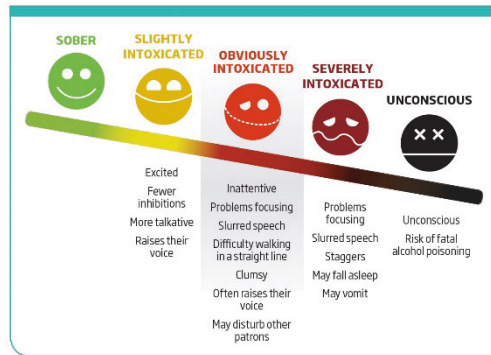 SOBER
SLIGHTLY
INTOXICATED
OBVIOUSLY
INTOXICATED
SEVERELY
INTOXICATED
UNCONSCIOUS
Excited
Fewer
inhibitions
More talkative
Raises their
voice
Inattentive
Problems focusing
Slurred speech
Difficulty walking
in a straight line
Clumsy
Often raises their
voice
May disturb other
patrons
Problems
focusing
Slurred speech
Staggers
May fall asleep
May vomit
Unconscious
Risk of fatal
alcohol poisoning